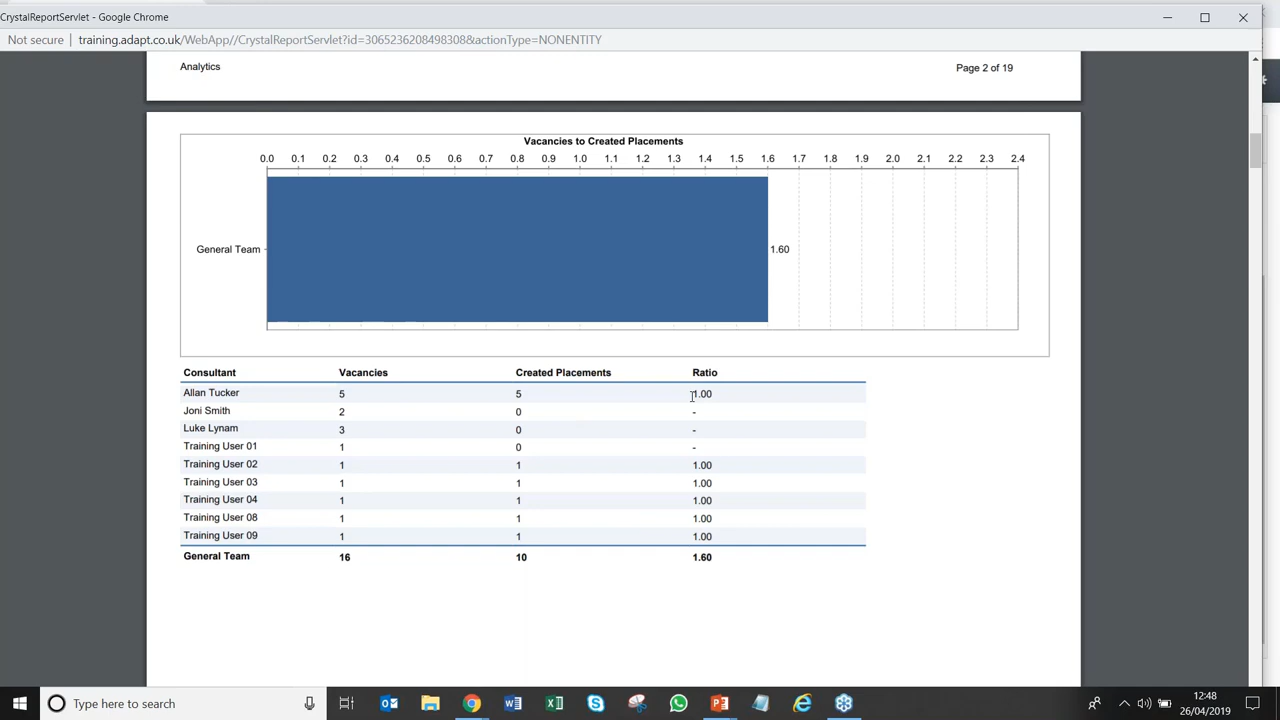 CrystalReportServlet - Google Chrome
Not secure | training.adapt.co.uk/WebApp//CrystalReportServlet?id=3065236208498308&actionType=NONENTITY
Analytics Page 2 of 19
Vacancies to Created Placements
0.0 0.1 0.2 0.3 0.4 0.5 0.6 0.7 0.8 0.9 1.0 1.1 1.2 1.3 1.4 1.5 1.6 1.7 1.8 1.9 2.0 2.1 2.2 2.3 2.4
General Team 1.60
Consultant Vacancies Created Placements Ratio
Allan Tucker 5 5 1.00
Joni Smith 2 0 -
Luke Lynam 3 0 -
Training User 01 1 0 -
Training User 02 1 1 1.00
Training User 03 1 1 1.00
Training User 04 1 1 1.00
Training User 08 1 1 1.00
Training User 09 1 1 1.00
General Team 16 10 1.60
Type here to search
12:48
26/04/2019